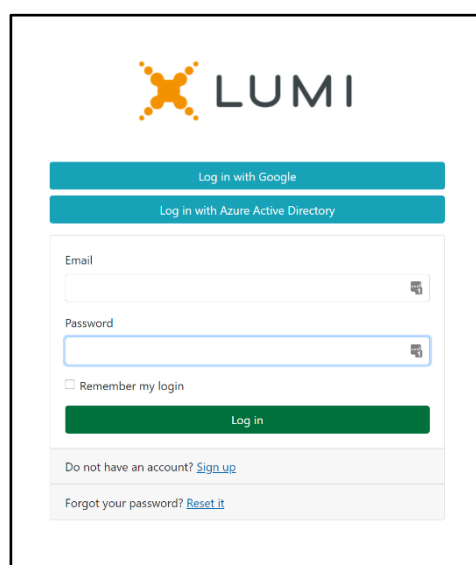 LUMI
Log in with Google
Log in with Azure Active Directory
Email
Password
Remember my login
Log in
Do not have an account? Sign up
Forgot your password? Reset it